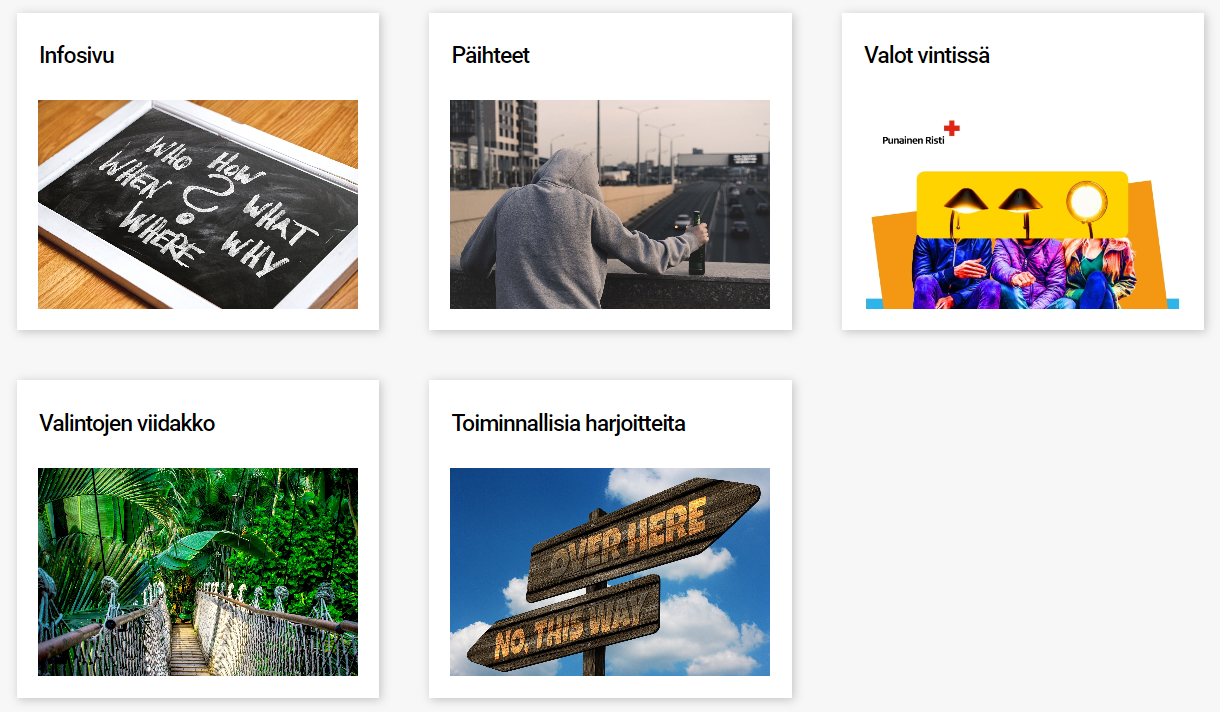 Infosivu
Päihteet
Valot vintissä
WHO HOW
WHEN ? WHAT
WHERE WHY
Punainen Risti
Valintojen viidakko
Toiminnallisia harjoitteita
OVER HERE
NO, THIS WAY